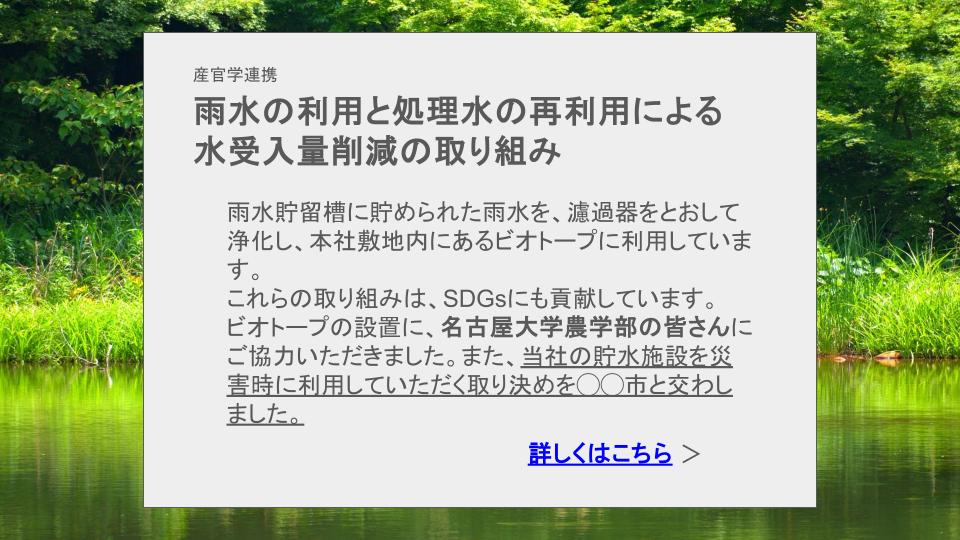 産官学連携
雨水の利用と処理水の再利用による
水受入量削減の取り組み
雨水貯留槽に貯められた雨水を、濾過器をとおして
浄化し、本社敷地内にあるビオトープに利用していま
す。
これらの取り組みは、SDGsにも貢献しています。
ビオトープの設置に、名古屋大学農学部の皆さんに
ご協力いただきました。また、当社の貯水施設を災
害時に利用していただく取り決めを◯◯市と交わし
ました。
詳しくはこちら ＞